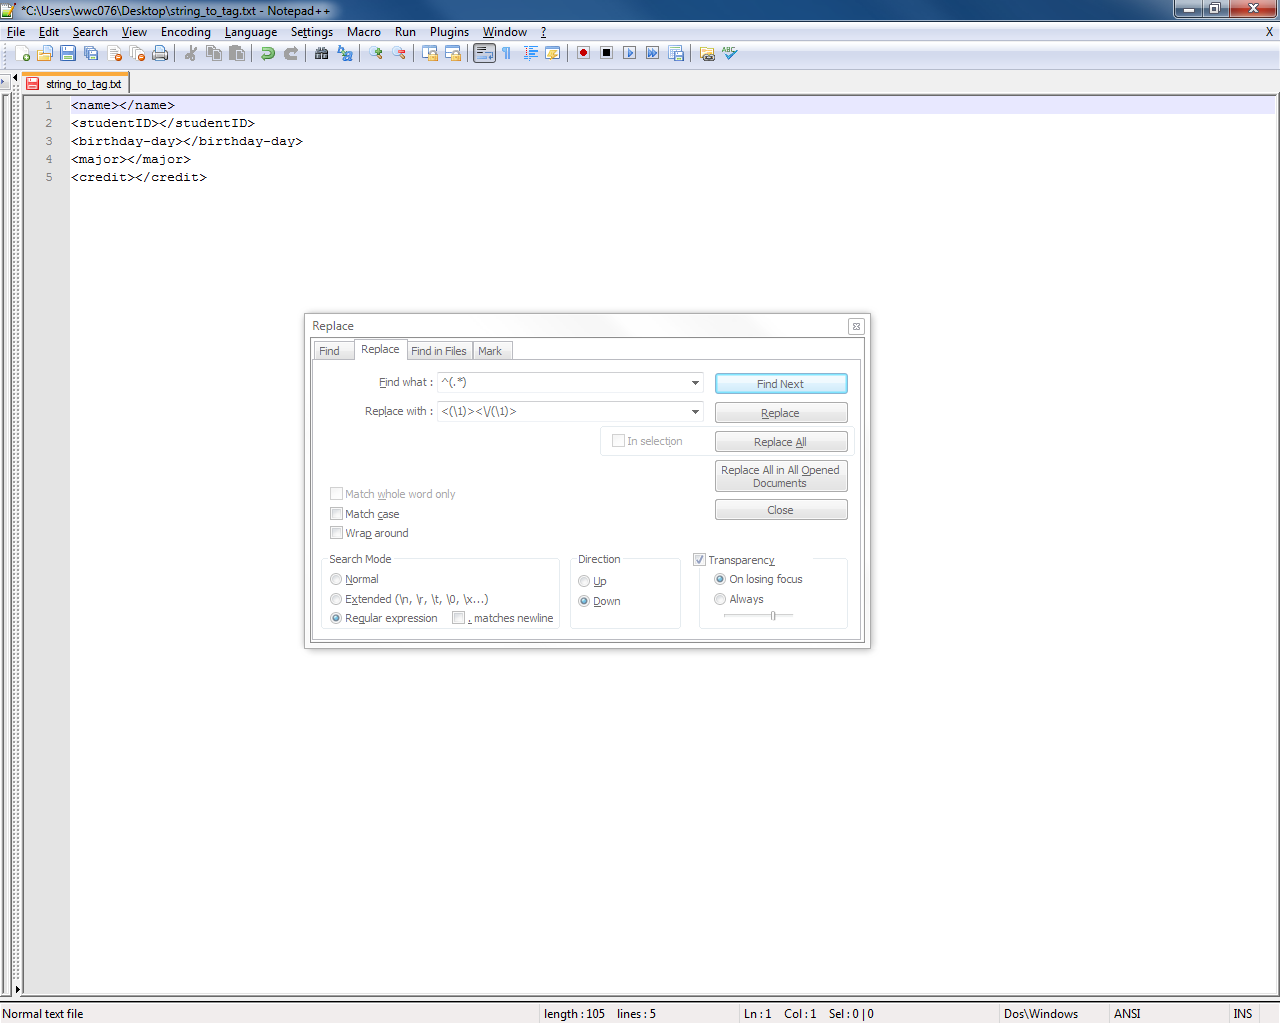 *C:\Users\wwc076\Desktop\string_to_tag.txt - Notepad++
File Edit Search View Encoding Language Settings Macro Run Plugins Window ? X
string_to_tag.txt
1 <name></name>
2 <studentID></studentID>
3 <birthday-day></birthday-day>
4 <major></major>
5 <credit></credit>
Replace
Find Replace Find in Files Mark
Find what : ^(.*) Find Next
Replace with : <(\1)><\/(\1)> Replace
In selection Replace All
Replace All in All Opened
Documents
Match whole word only
Close
Match case
Wrap around
Search Mode Direction Transparency
Normal Up On losing focus
Extended (\n, \r, \t, \0, \x...) Down Always
Regular expression . matches newline
Normal text file length : 105 lines : 5 Ln : 1 Col : 1 Sel : 0 | 0 Dos\Windows ANSI INS